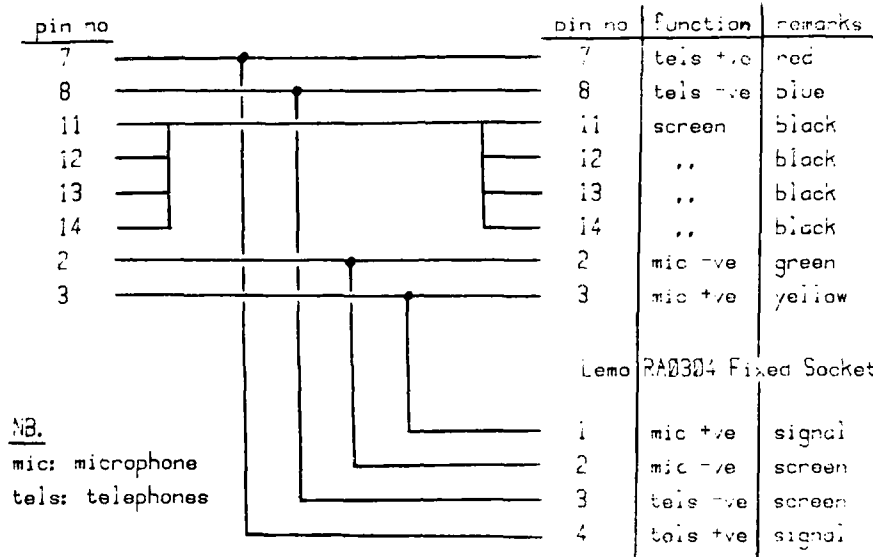 pin no pin no function remarks
7 7 tels +ve red
8 8 tels -ve blue
11 11 screen black
12 12 ,, black
13 13 ,, black
14 14 ,, black
2 2 mic -ve green
3 3 mic +ve yellow
Lemo RA0304 Fixed Socket
1 mic +ve signal
NB.
mic: microphone 2 mic -ve screen
tels: telephones 3 tels -ve screen
4 tels +ve signal